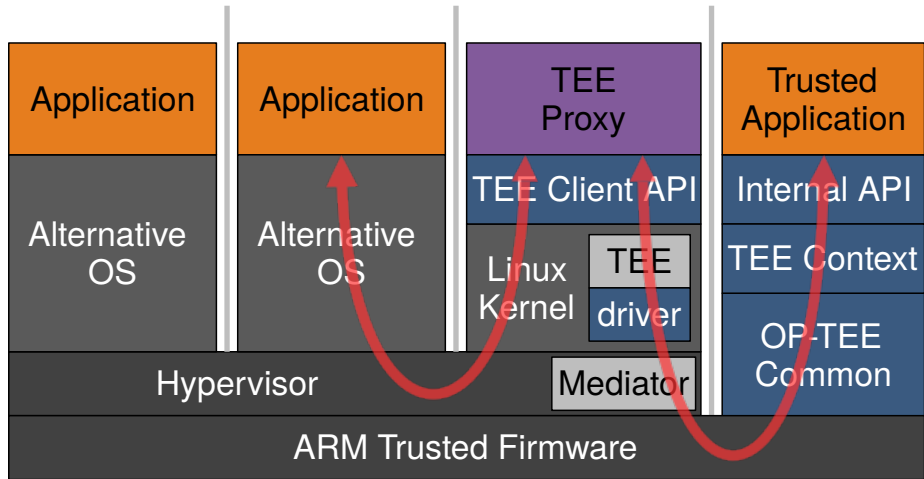 Application
Application
TEE
Proxy
Trusted
Application
Alternative
OS
Alternative
OS
TEE Client API
Linux
Kernel
TEE
driver
Internal API
TEE Context
OP-TEE
Common
Hypervisor
Mediator
ARM Trusted Firmware